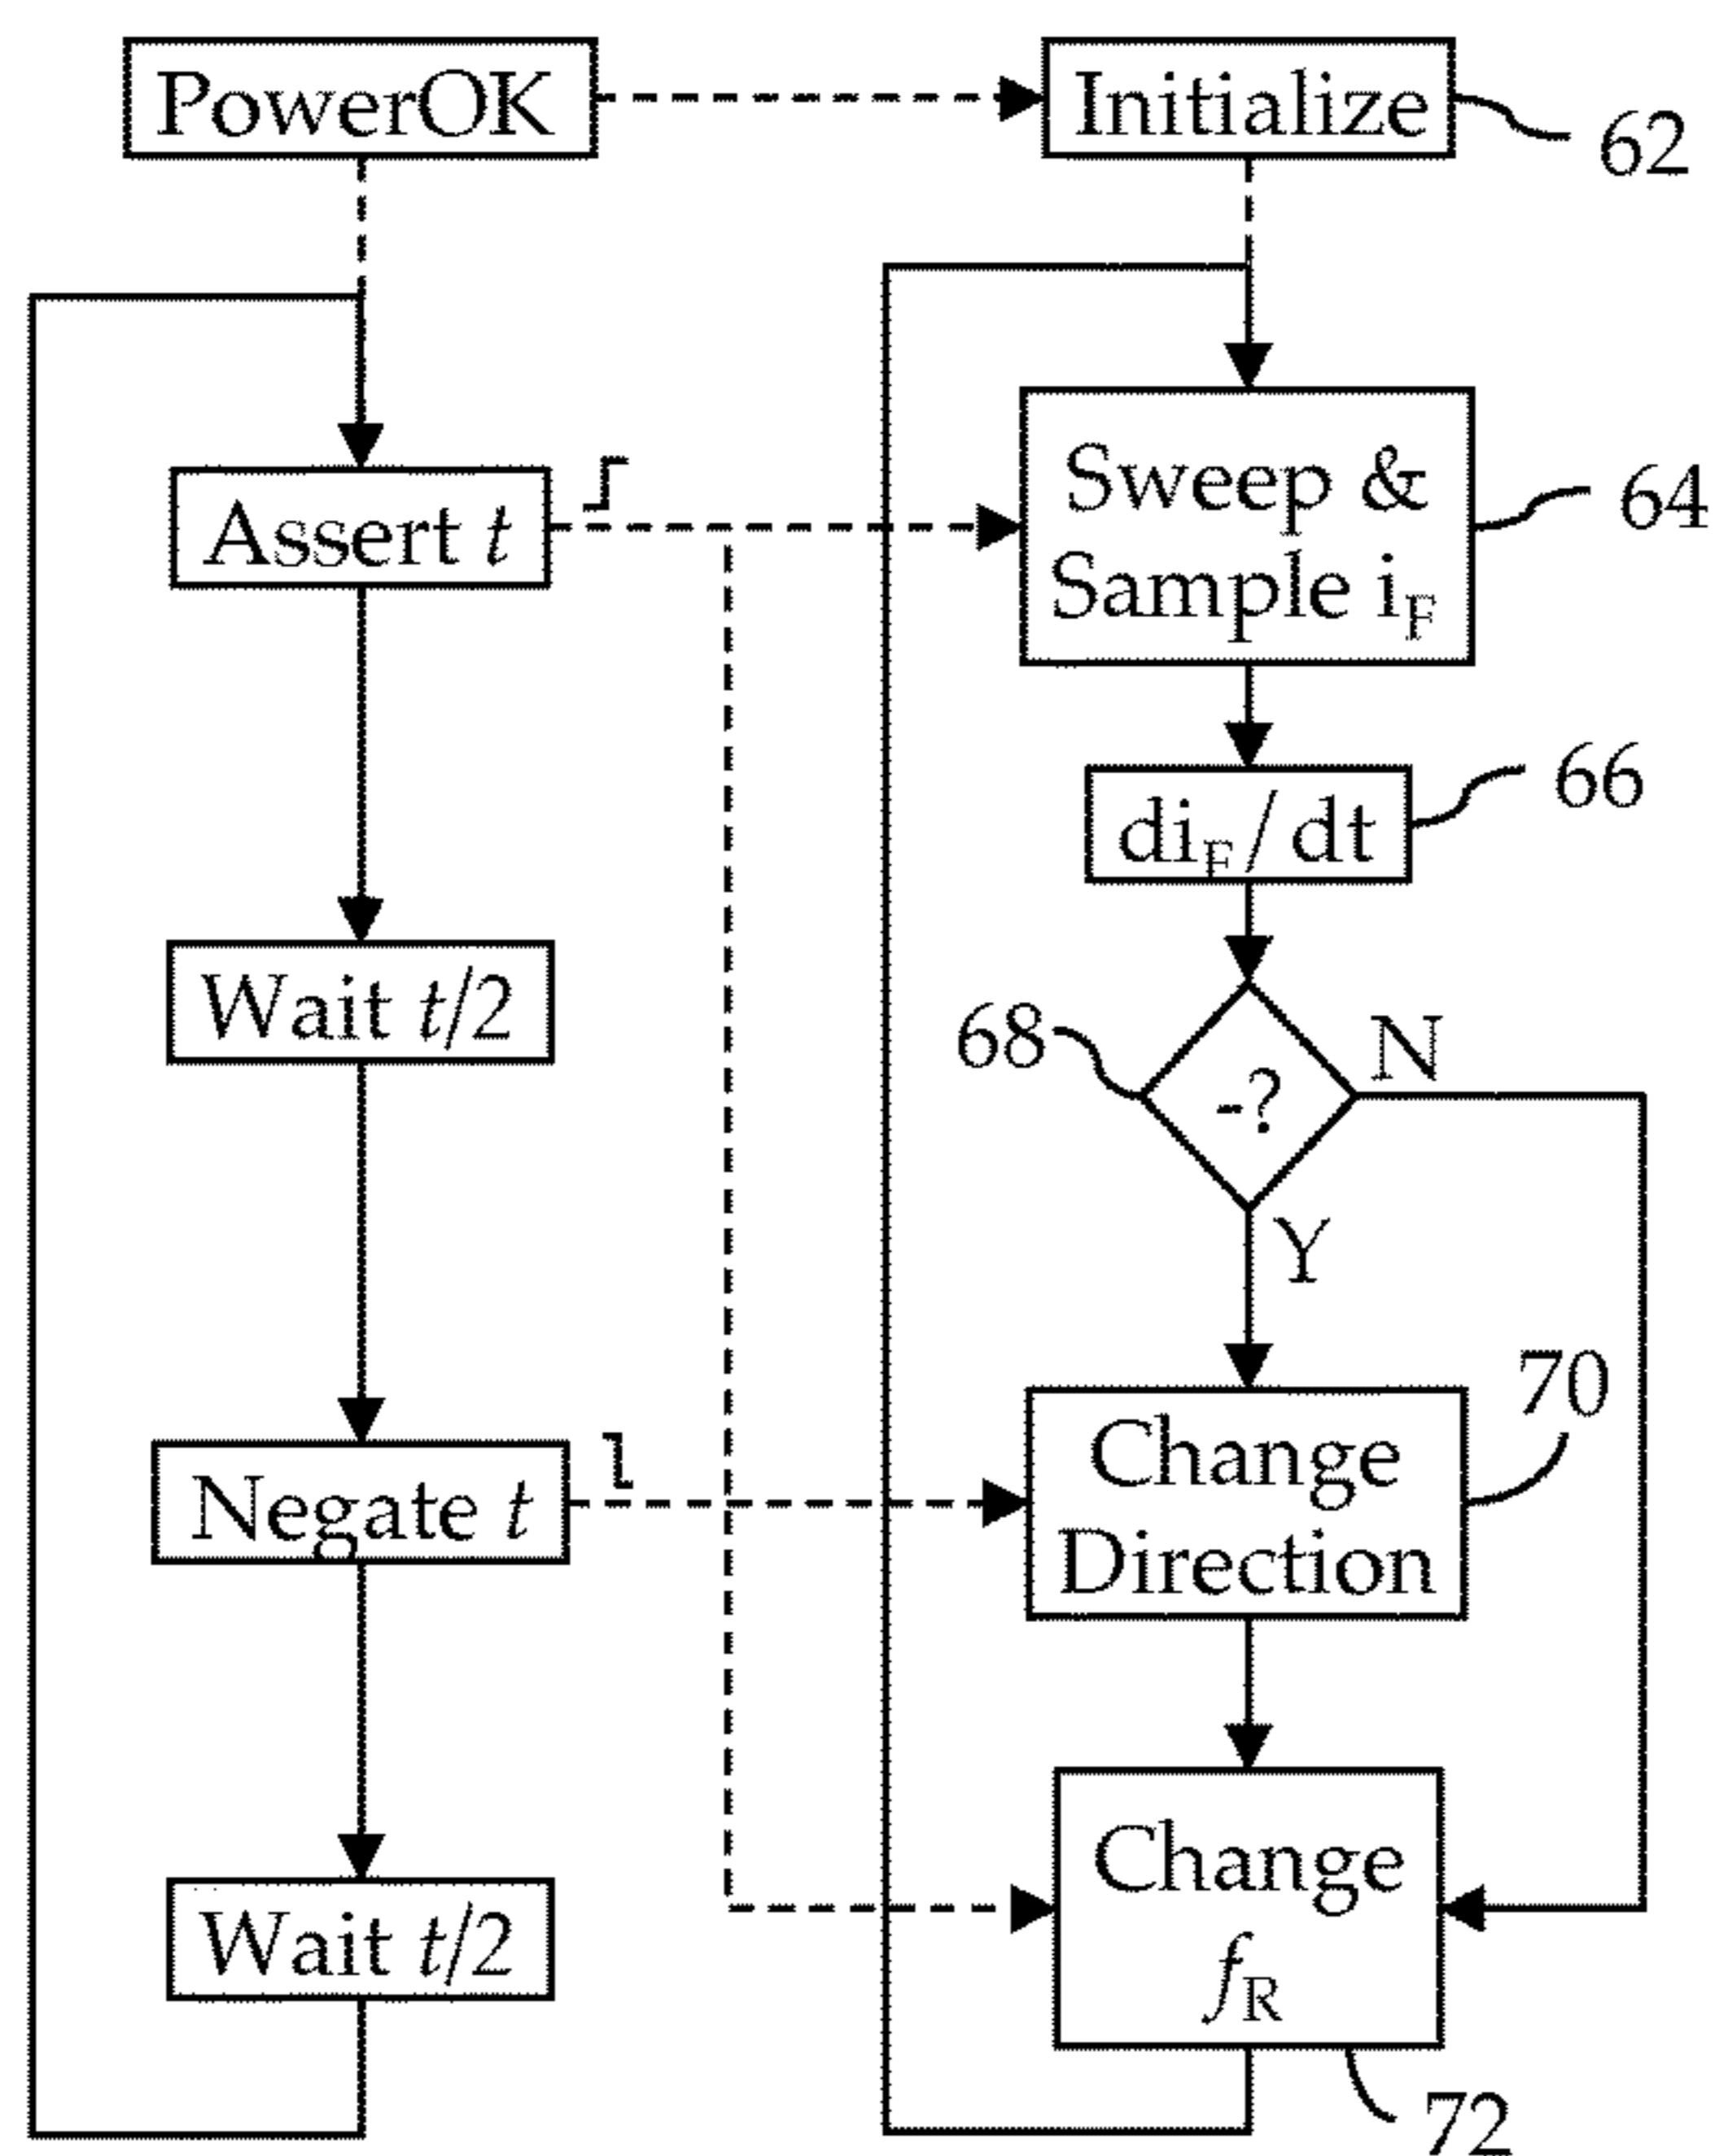 PowerOK
Initialize
62
Assert t
Sweep &
Sample iF
64
diF/dt
66
Wait t/2
68
-?
N
Y
Negate t
Change
Direction
70
Wait t/2
Change
fR
72